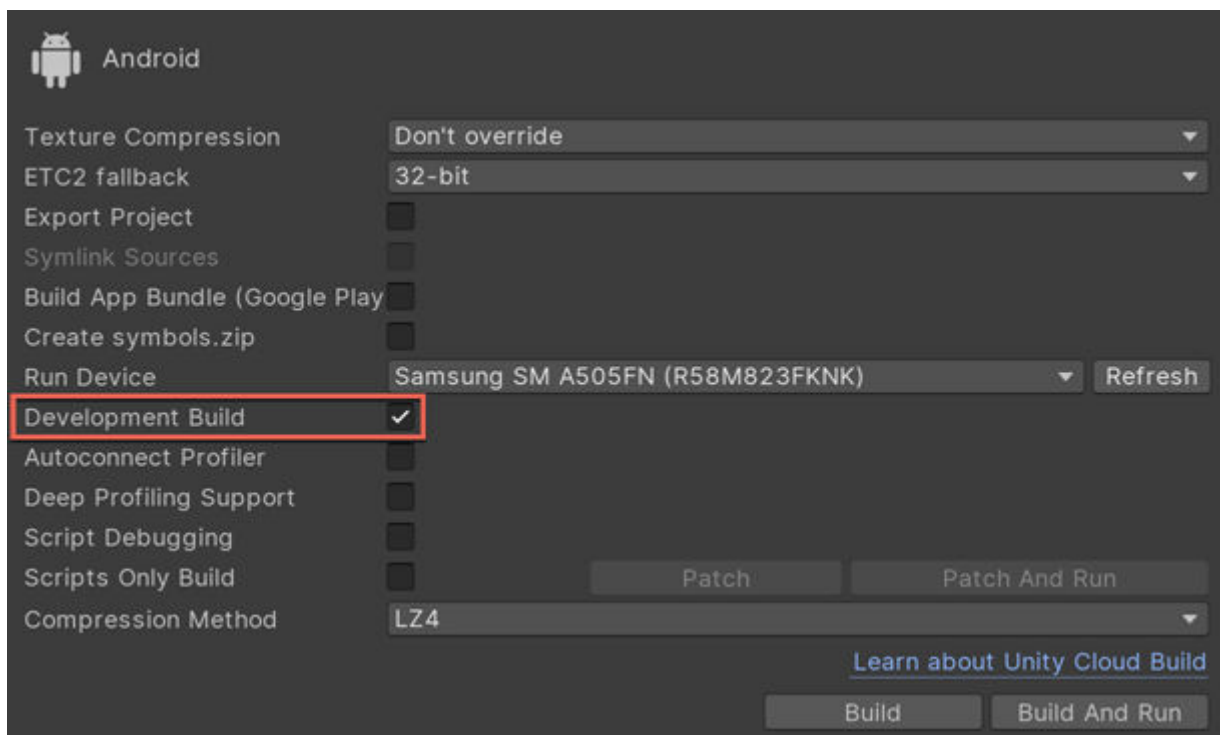 Android
Texture Compression Don't override
ETC2 fallback 32-bit
Export Project
Symlink Sources
Build App Bundle (Google Play
Create symbols.zip
Run Device Samsung SM A505FN (R58M823FKNK) Refresh
Development Build
Autoconnect Profiler
Deep Profiling Support
Script Debugging
Scripts Only Build Patch Patch And Run
Compression Method LZ4
Learn about Unity Cloud Build
Build Build And Run